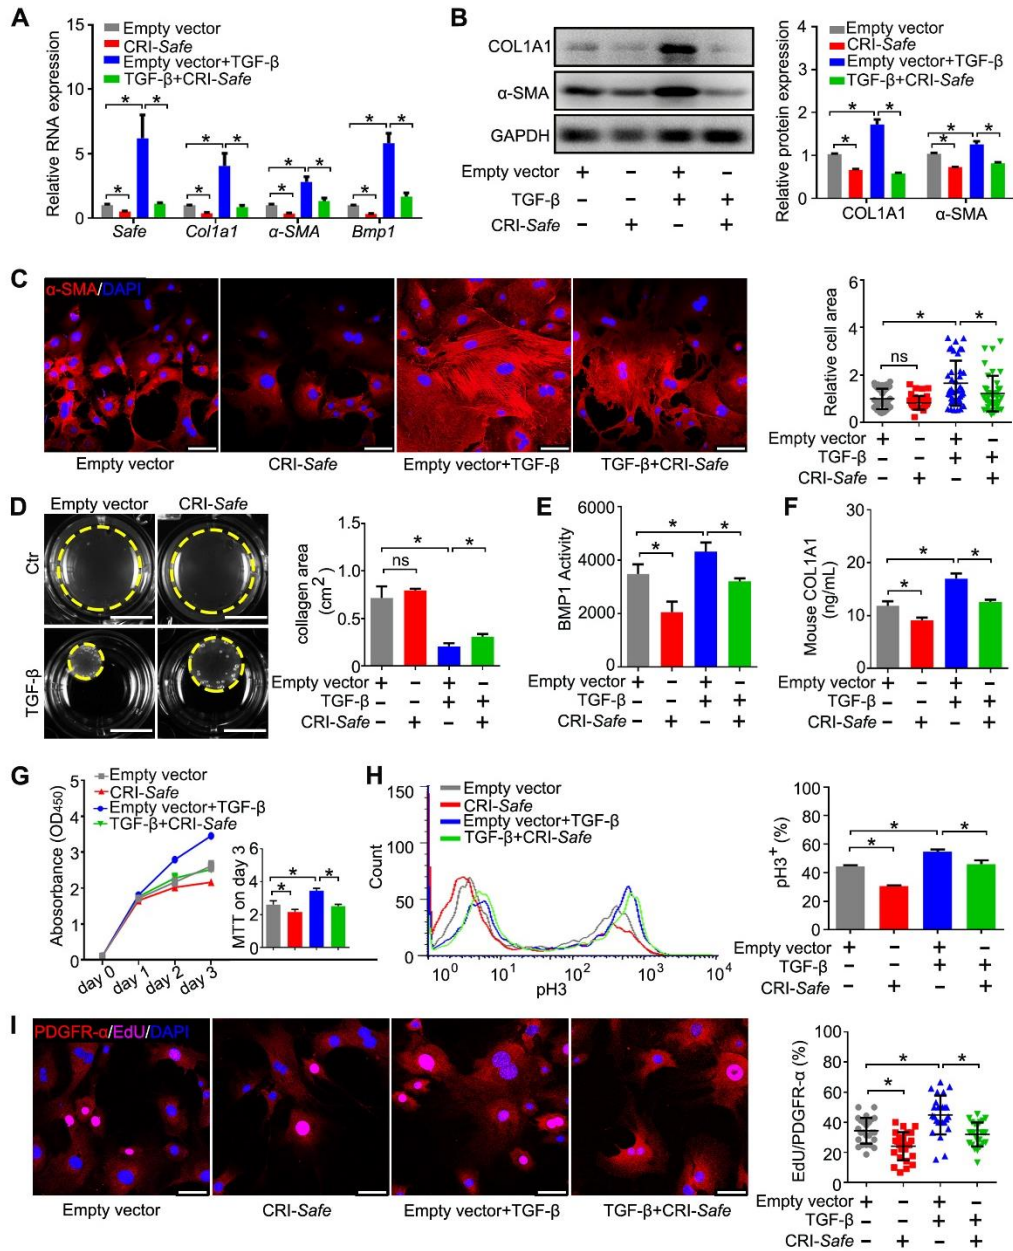 A
Relative RNA expression
15
10
5
0
Empty vector
CRI-Safe
Empty vector+TGF-β
TGF-β+CRI-Safe
* * * * * * * * * * * *
Safe Col1a1 α-SMA Bmp1
B
COL1A1
α-SMA
GAPDH
Empty vector + − + −
TGF-β − − + +
CRI-Safe − + − +
Relative protein expression
4
3
2
1
0
Empty vector
CRI-Safe
Empty vector+TGF-β
TGF-β+CRI-Safe
* * * * * *
COL1A1 α-SMA
C
α-SMA/DAPI
Empty vector CRI-Safe Empty vector+TGF-β TGF-β+CRI-Safe
Relative cell area
6
4
2
0
* *
ns
Empty vector + − + −
TGF-β − − + +
CRI-Safe − + − +
D
Empty vector CRI-Safe
Ctr
TGF-β
collagen area
(cm2)
1.5
1.0
0.5
0
* *
ns
Empty vector + − + −
TGF-β − − + +
CRI-Safe − + − +
E
BMP1 Activity
6000
4000
2000
0
* * *
Empty vector + − + −
TGF-β − − + +
CRI-Safe − + − +
F
Mouse COL1A1
(ng/mL)
30
20
10
0
* * *
Empty vector + − + −
TGF-β − − + +
CRI-Safe − + − +
G
Abosorbance (OD450)
5
4
3
2
1
0
Empty vector
CRI-Safe
Empty vector+TGF-β
TGF-β+CRI-Safe
day 0 day 1 day 2 day 3
MTT on day 3
6
4
2
0
* * *
H
Count
150
100
50
0
Empty vector
CRI-Safe
Empty vector+TGF-β
TGF-β+CRI-Safe
100 101 102 103 104
pH3
pH3+ (%)
100
80
60
40
20
0
* * *
Empty vector + − + −
TGF-β − − + +
CRI-Safe − + − +
I
PDGFR-α/EdU/DAPI
Empty vector CRI-Safe Empty vector+TGF-β TGF-β+CRI-Safe
EdU/PDGFR-α (%)
100
80
60
40
20
0
* * *
Empty vector + − + −
TGF-β − − + +
CRI-Safe − + − +